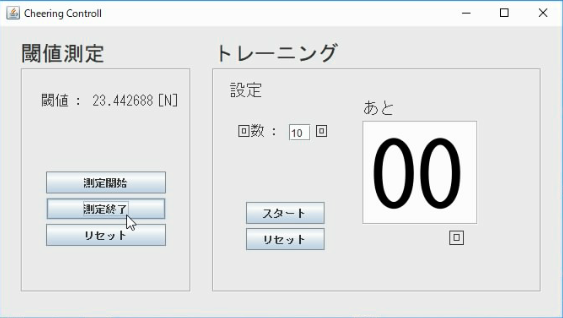 Cheering Controll
閾値測定
閾値 : 23.442688 [N]
測定開始
測定終了
リセット
トレーニング
設定
回数 : 10 回
スタート
リセット
あと
00
回